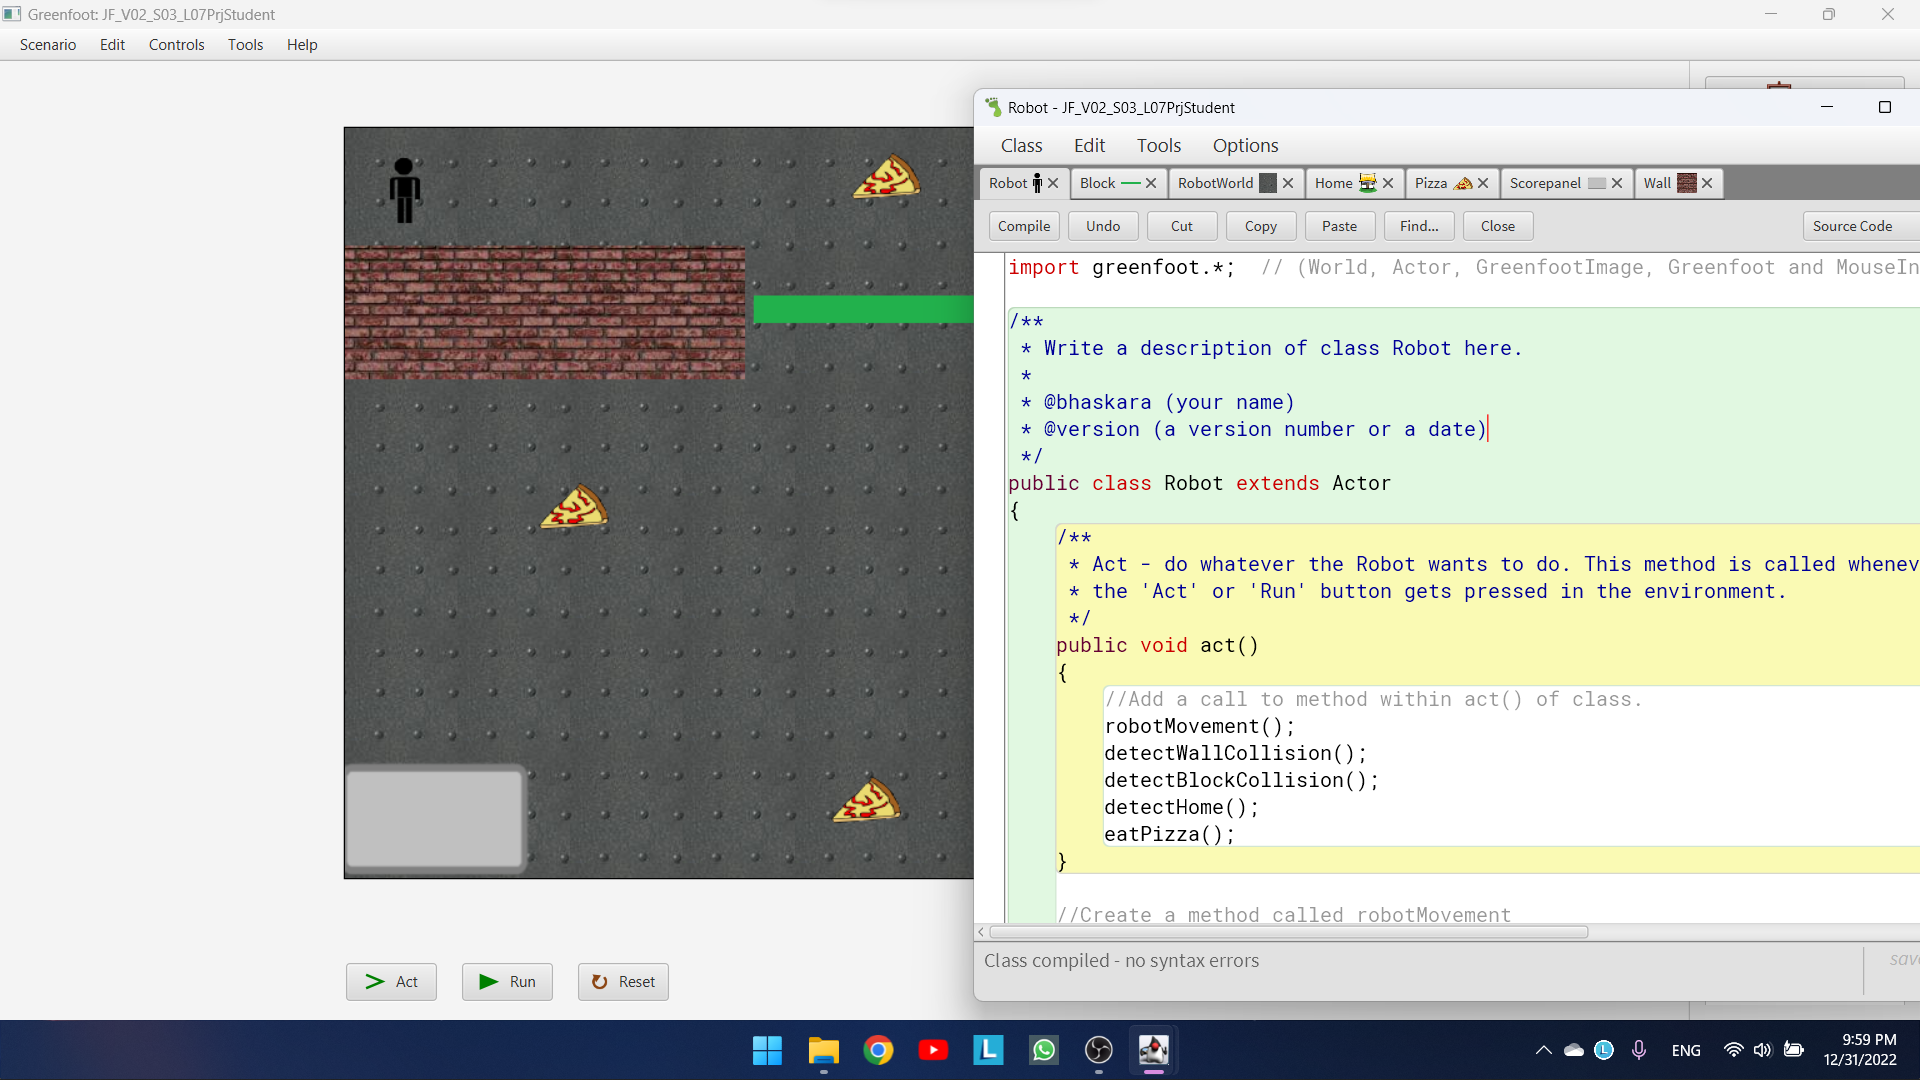 Greenfoot: JF_V02_S03_L07PrjStudent
Scenario Edit Controls Tools Help
Robot - JF_V02_S03_L07PrjStudent
Class Edit Tools Options
Robot Block RobotWorld Home Pizza Scorepanel Wall
Compile Undo Cut Copy Paste Find... Close Source Code
import greenfoot.*;  // (World, Actor, GreenfootImage, Greenfoot and MouseIn
/**
 * Write a description of class Robot here.
 *
 * @bhaskara (your name)
 * @version (a version number or a date)
 */
public class Robot extends Actor
{
/**
 * Act - do whatever the Robot wants to do. This method is called whenev
 * the 'Act' or 'Run' button gets pressed in the environment.
 */
public void act()
{
//Add a call to method within act() of class.
robotMovement();
detectWallCollision();
detectBlockCollision();
detectHome();
eatPizza();
}
//Create a method called robotMovement
Class compiled - no syntax errors
sav
Act Run Reset
ENG
9:59 PM
12/31/2022